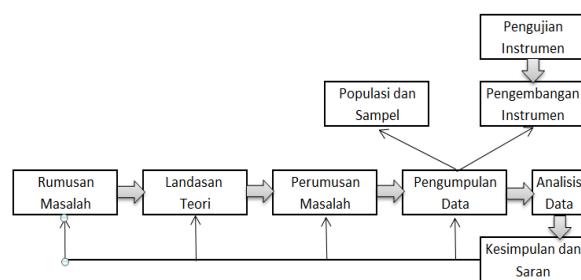 Pengujian
Instrumen
Populasi dan
Sampel
Pengembangan
Instrumen
Rumusan
Masalah
Landasan
Teori
Perumusan
Masalah
Pengumpulan
Data
Analisis
Data
Kesimpulan dan
Saran